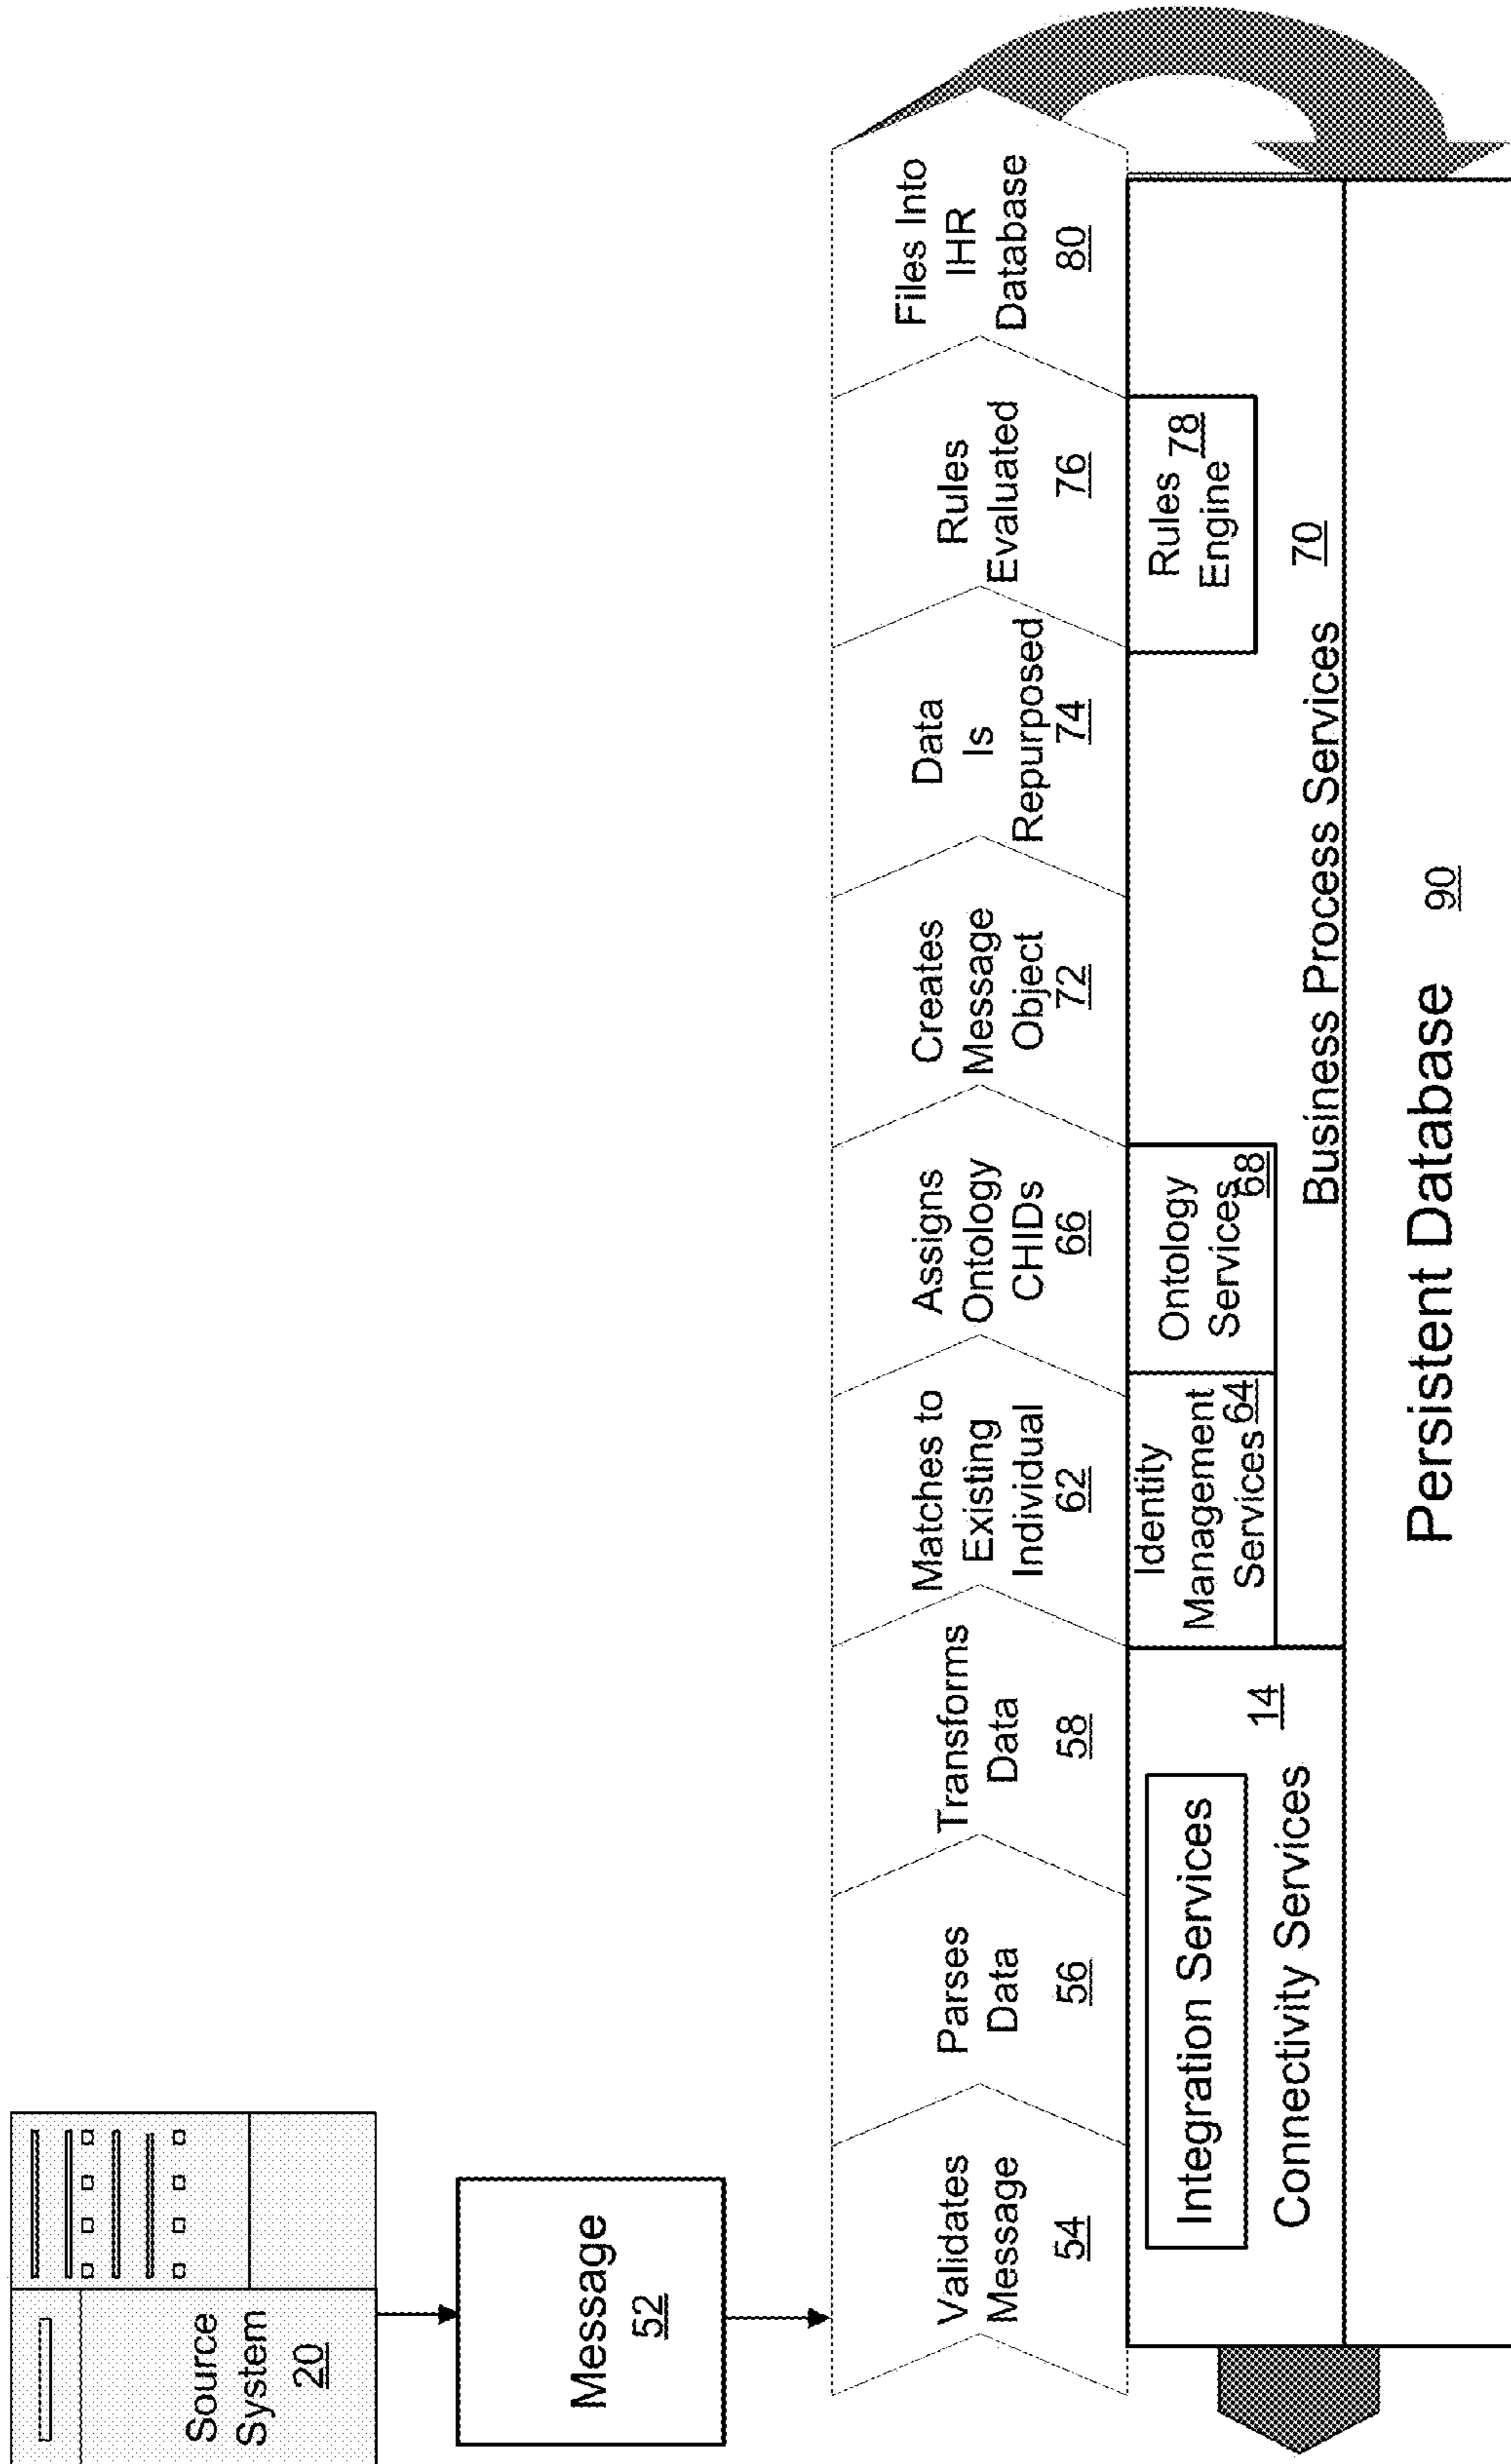 Source
System
20
Message
52
Validates
Message
54
Parses
Data
56
Transforms
Data
58
Matches to
Existing
Individual
62
Assigns
Ontology
CHIDs
66
Creates
Message
Object
72
Data
Is
Repurposed
74
Rules
Evaluated
76
Files Into
IHR
Database
80
Integration Services
Connectivity Services
14
Identity
Management
Services 64
Ontology
Services 68
Rules 78
Engine
Business Process Services 70
Persistent Database 90